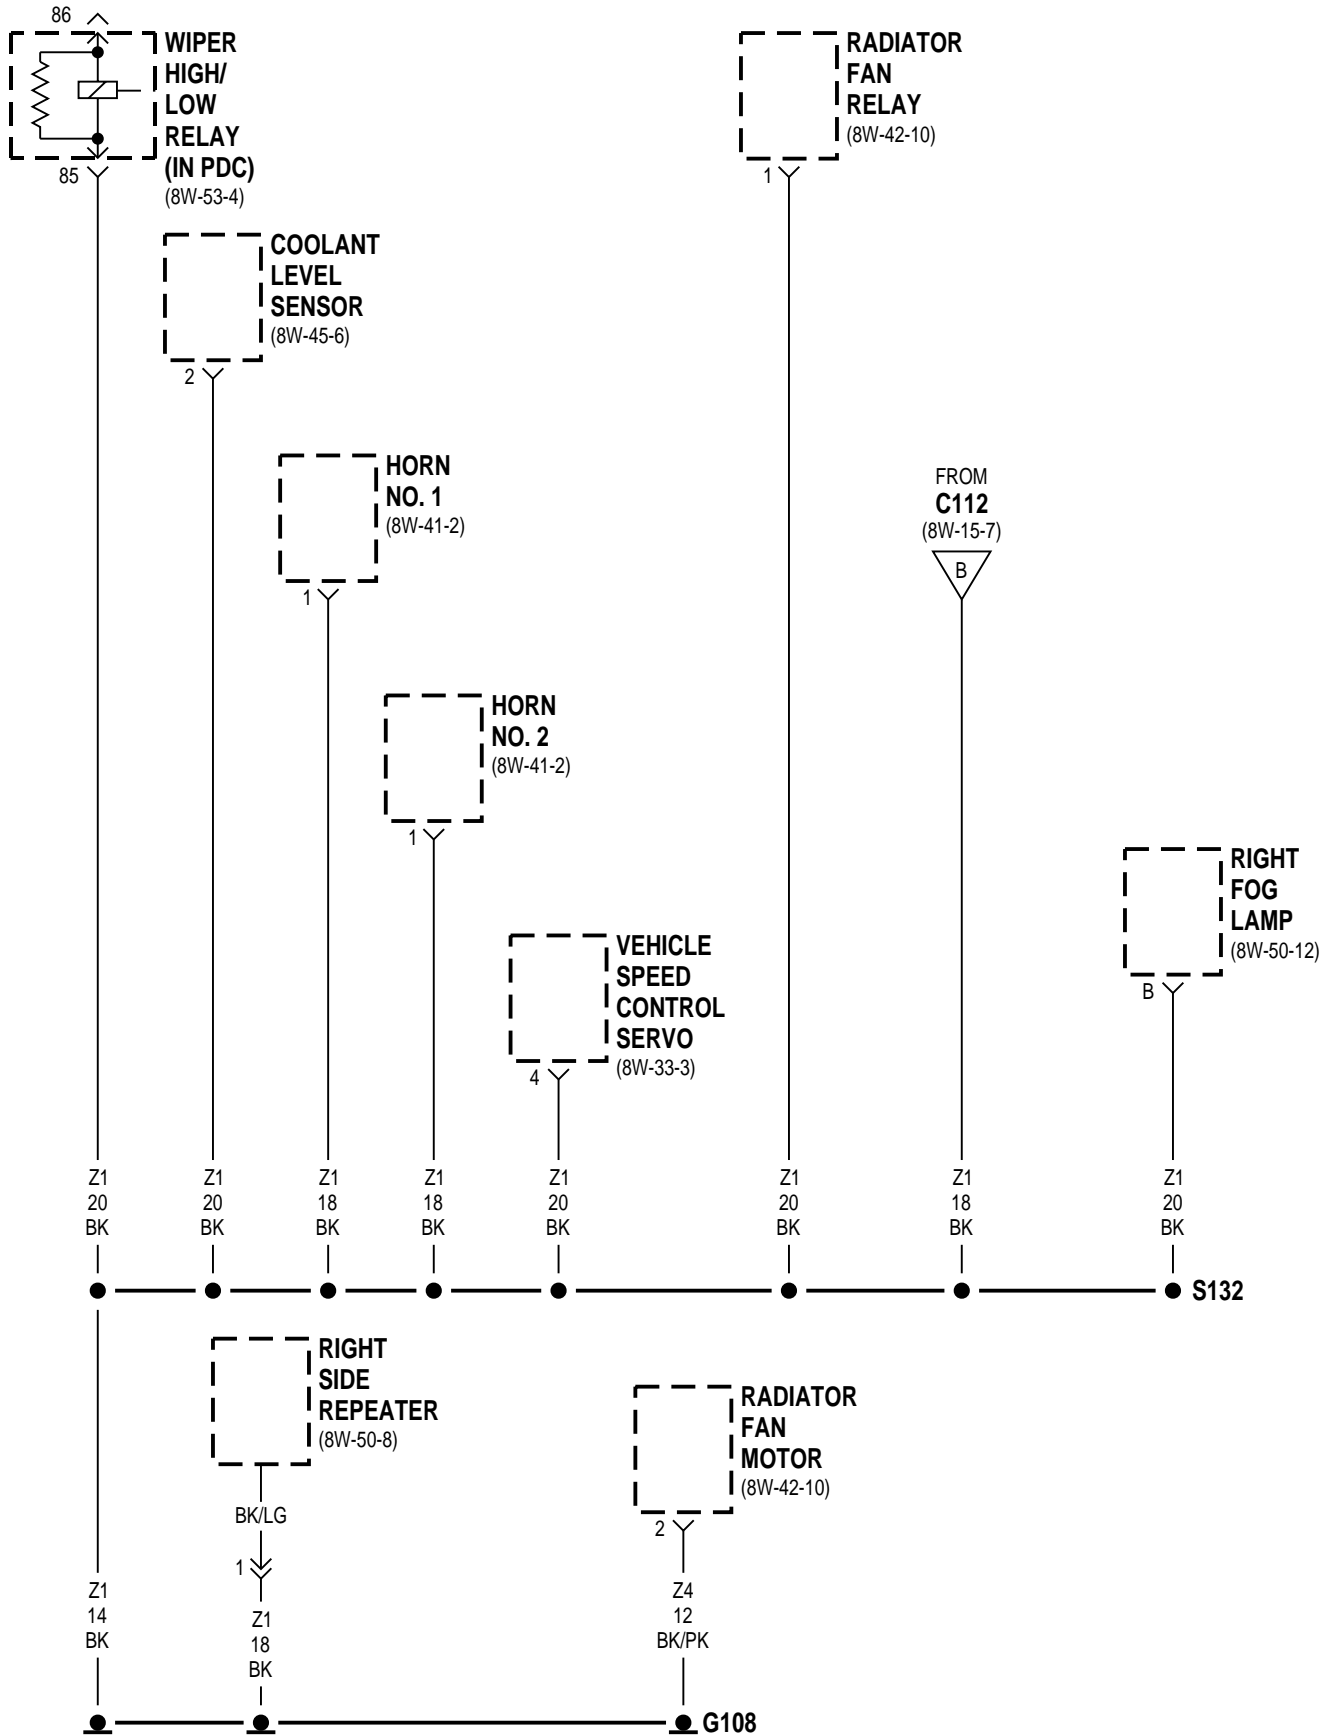 86
WIPER
HIGH/
LOW
RELAY
(IN PDC)
(8W-53-4)
85
RADIATOR
FAN
RELAY
(8W-42-10)
1
COOLANT
LEVEL
SENSOR
(8W-45-6)
2
HORN
NO. 1
(8W-41-2)
1
FROM
C112
(8W-15-7)
B
HORN
NO. 2
(8W-41-2)
1
RIGHT
FOG
LAMP
(8W-50-12)
B
VEHICLE
SPEED
CONTROL
SERVO
(8W-33-3)
4
Z1 Z1 Z1 Z1 Z1 Z1 Z1 Z1
20 20 18 18 20 20 18 20
BK BK BK BK BK BK BK BK
S132
RIGHT
SIDE
REPEATER
(8W-50-8)
BK/LG
1
RADIATOR
FAN
MOTOR
(8W-42-10)
2
Z1
14
BK
Z1
18
BK
Z4
12
BK/PK
G108